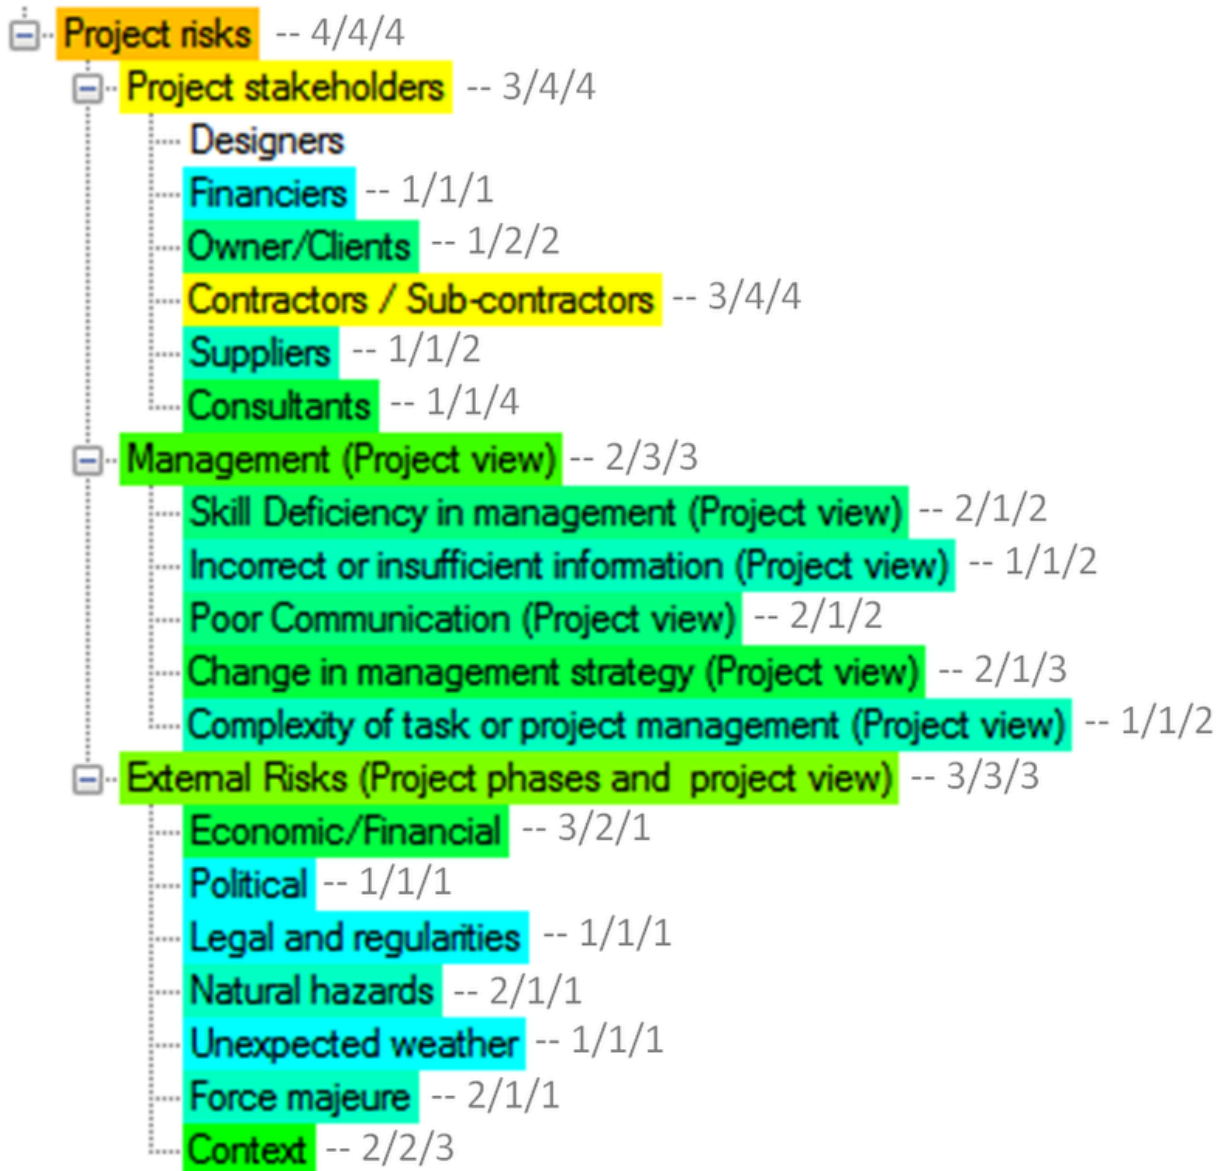 Project risks -- 4/4/4
Project stakeholders -- 3/4/4
Designers
Financiers -- 1/1/1
Owner/Clients -- 1/2/2
Contractors / Sub-contractors -- 3/4/4
Suppliers -- 1/1/2
Consultants -- 1/1/4
Management (Project view) -- 2/3/3
Skill Deficiency in management (Project view) -- 2/1/2
Incorrect or insufficient information (Project view) -- 1/1/2
Poor Communication (Project view) -- 2/1/2
Change in management strategy (Project view) -- 2/1/3
Complexity of task or project management (Project view) -- 1/1/2
External Risks (Project phases and project view) -- 3/3/3
Economic/Financial -- 3/2/1
Political -- 1/1/1
Legal and regularities -- 1/1/1
Natural hazards -- 2/1/1
Unexpected weather -- 1/1/1
Force majeure -- 2/1/1
Context -- 2/2/3